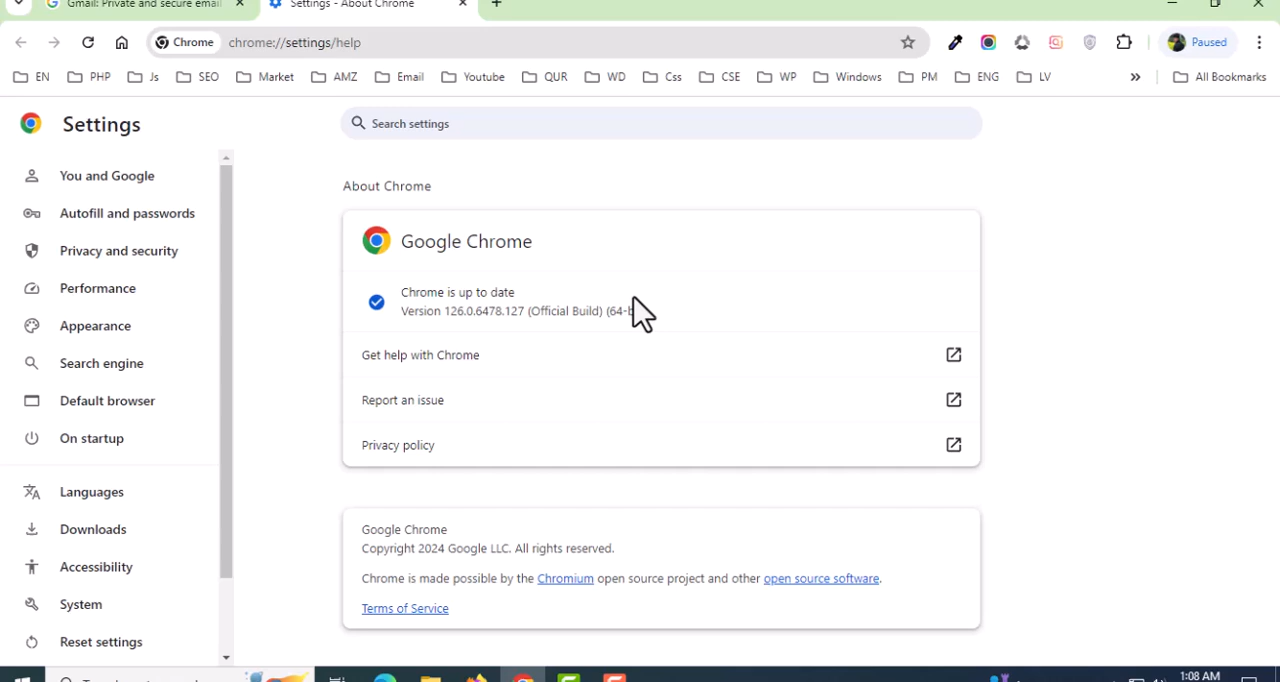 Gmail: Private and secure email
Settings - About Chrome
Chrome
chrome://settings/help
Paused
EN
PHP
Js
SEO
Market
AMZ
Email
Youtube
QUR
WD
Css
CSE
WP
Windows
PM
ENG
LV
All Bookmarks
Settings
Search settings
You and Google
Autofill and passwords
Privacy and security
Performance
Appearance
Search engine
Default browser
On startup
Languages
Downloads
Accessibility
System
Reset settings
About Chrome
Google Chrome
Chrome is up to date
Version 126.0.6478.127 (Official Build) (64-b
Get help with Chrome
Report an issue
Privacy policy
Google Chrome
Copyright 2024 Google LLC. All rights reserved.
Chrome is made possible by the Chromium open source project and other open source software.
Terms of Service
1:08 AM